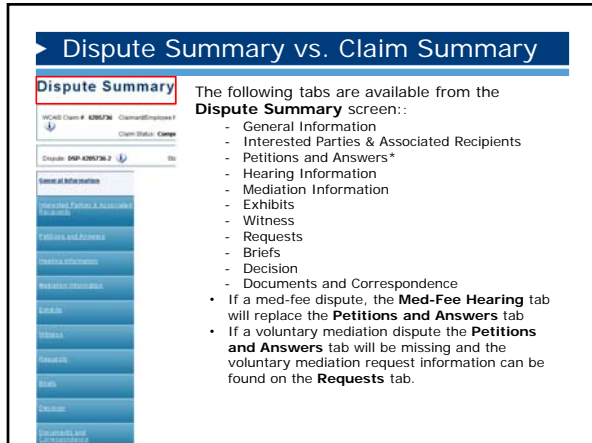 Dispute Summary vs. Claim Summary
Dispute Summary
WCAIS Claim #: 4205736 Claimant/Employee
Claim Status: Compe
Dispute: DSP-4205736-2
General Information
Interested Parties & Associated
Recipients
Petitions and Answers
Hearing Information
Mediation Information
Exhibits
Witness
Requests
Briefs
Decision
Documents and
Correspondence
The following tabs are available from the
Dispute Summary screen::
- General Information
- Interested Parties & Associated Recipients
- Petitions and Answers*
- Hearing Information
- Mediation Information
- Exhibits
- Witness
- Requests
- Briefs
- Decision
- Documents and Correspondence
• If a med-fee dispute, the Med-Fee Hearing tab
will replace the Petitions and Answers tab
• If a voluntary mediation dispute the Petitions
and Answers tab will be missing and the
voluntary mediation request information can be
found on the Requests tab.